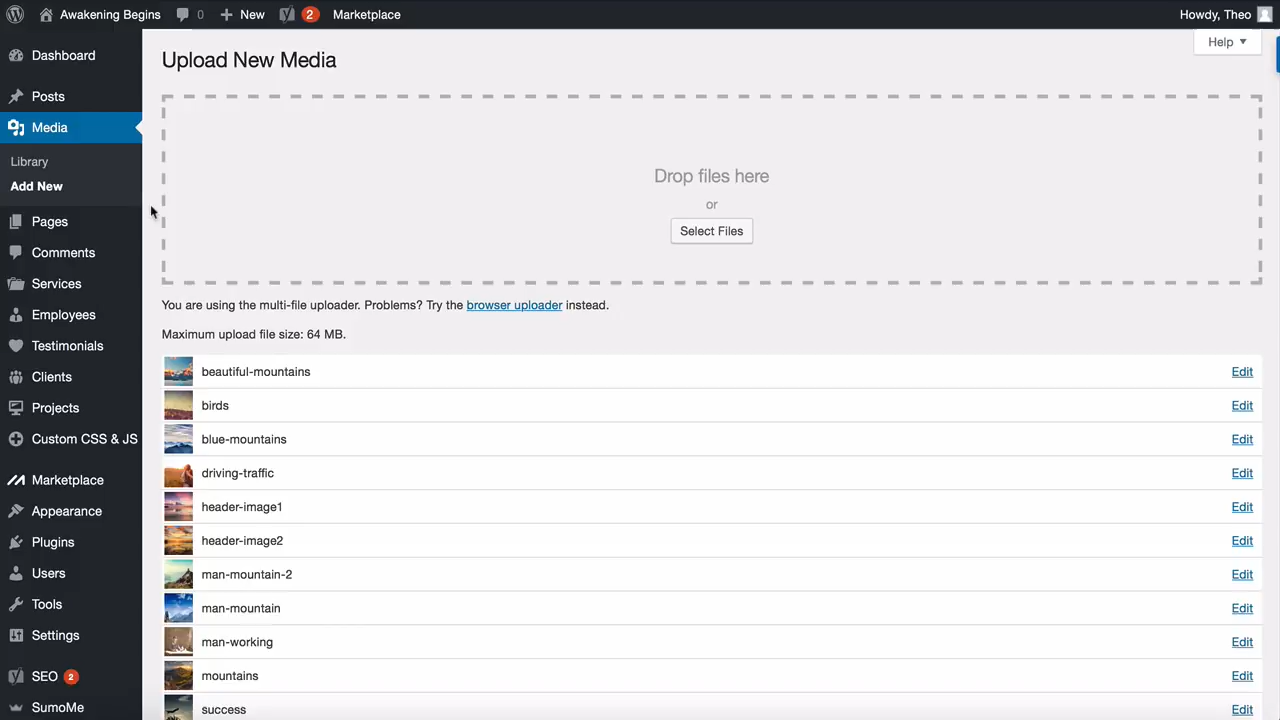 Awakening Begins 0 New 2 Marketplace Howdy, Theo
Help
Dashboard
Posts
Media
Library
Add New
Pages
Comments
Services
Employees
Testimonials
Clients
Projects
Custom CSS & JS
Marketplace
Appearance
Plugins
Users
Tools
Settings
SEO 2
SumoMe
Upload New Media
Drop files here
or
Select Files
You are using the multi-file uploader. Problems? Try the browser uploader instead.
Maximum upload file size: 64 MB.
beautiful-mountains Edit
birds Edit
blue-mountains Edit
driving-traffic Edit
header-image1 Edit
header-image2 Edit
man-mountain-2 Edit
man-mountain Edit
man-working Edit
mountains Edit
success Edit